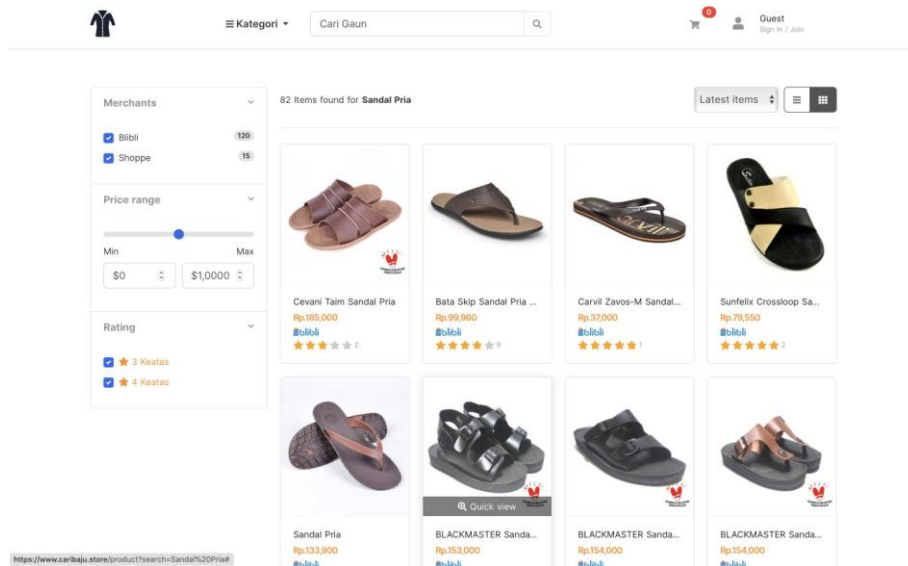 Kategori
Cari Gaun
0
Guest
Sign In / Join
Merchants
Blibli 120
Shoppe 15
Price range
Min Max
$0 $1,0000
Rating
3 Keatas
4 Keatas
82 Items found for Sandal Pria
Latest items
Cevani Taim Sandal Pria
Rp.185,000
blibli
2
Bata Skip Sandal Pria ...
Rp.99,960
blibli
9
Carvil Zavos-M Sandal...
Rp.37,000
blibli
1
Sunfelix Crossloop Sa...
Rp.79,550
blibli
2
Sandal Pria
Rp.133,900
blibli
Quick view
BLACKMASTER Sanda...
Rp.153,000
blibli
BLACKMASTER Sanda...
Rp.154,000
blibli
BLACKMASTER Sanda...
Rp.154,000
blibli
https://www.caribaju.store/product?search=Sandal%20Pria#